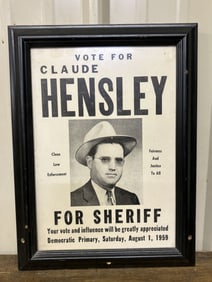 VOTE FOR
CLAUDE
HENSLEY
Clean
Law
Enforcement
Fairness
And
Justice
To All
FOR SHERIFF
Your vote and influence will be greatly appreciated
Democratic Primary, Saturday, August 1, 1959